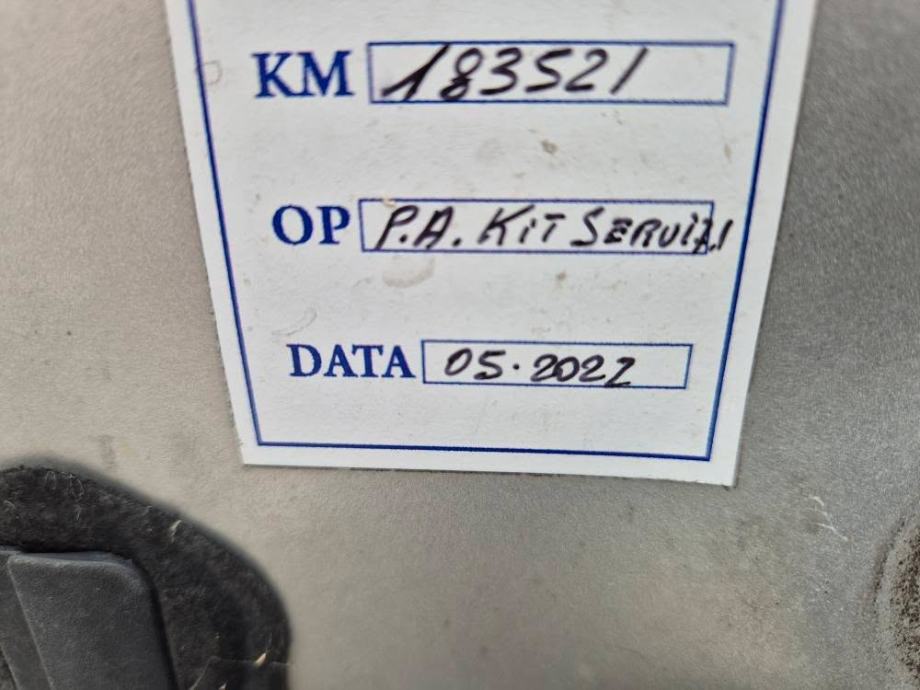 KM 183521
OP P.A. KIT SERVIZI
DATA 05.2022